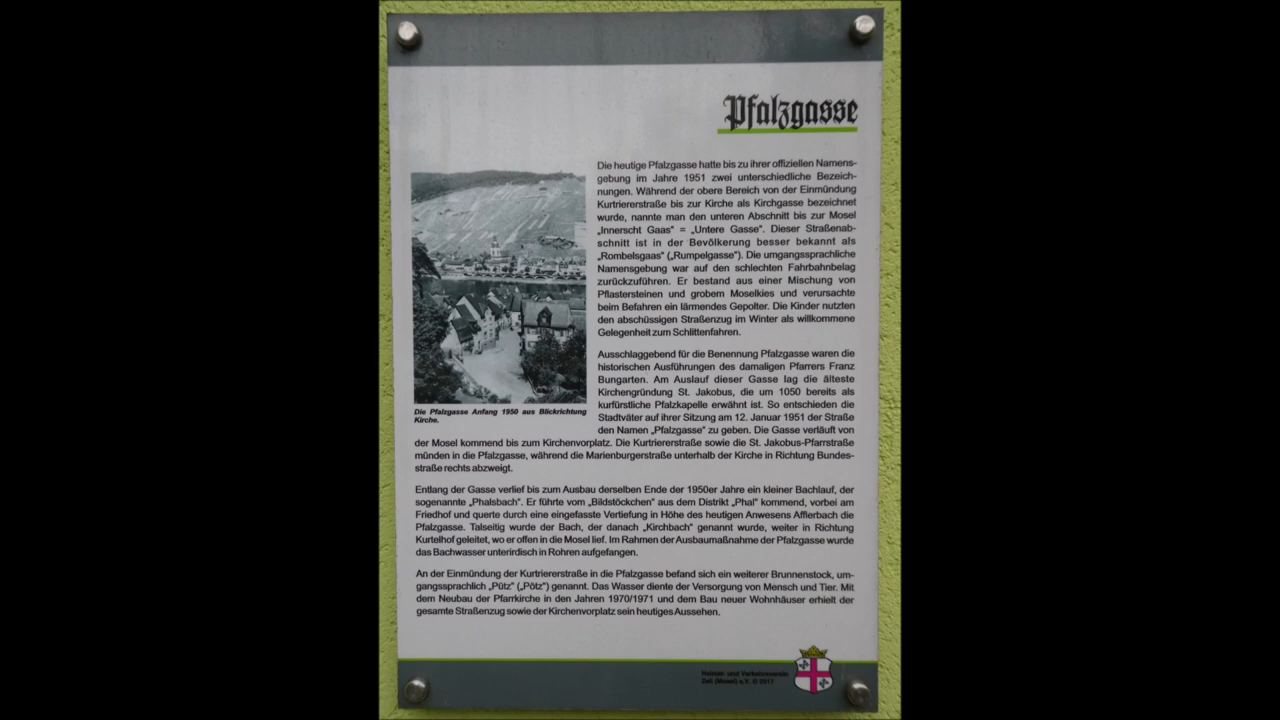 Pfalzgasse
Die heutige Pfalzgasse hatte bis zu ihrer offiziellen Namens-
gebung im Jahre 1951 zwei unterschiedliche Bezeich-
nungen. Während der obere Bereich von der Einmündung
Kurtriererstraße bis zur Kirche als Kirchgasse bezeichnet
wurde, nannte man den unteren Abschnitt bis zur Mosel
„Innerscht Gaas“ = „Untere Gasse“. Dieser Straßenab-
schnitt ist in der Bevölkerung besser bekannt als
„Rombelsgaas“ („Rumpelgasse“). Die umgangssprachliche
Namensgebung war auf den schlechten Fahrbahnbelag
zurückzuführen. Er bestand aus einer Mischung von
Pflastersteinen und grobem Moselkies und verursachte
beim Befahren ein lärmendes Gepolter. Die Kinder nutzten
den abschüssigen Straßenzug im Winter als willkommene
Gelegenheit zum Schlittenfahren.
Die Pfalzgasse Anfang 1950 aus Blickrichtung
Kirche.
Ausschlaggebend für die Benennung Pfalzgasse waren die
historischen Ausführungen des damaligen Pfarrers Franz
Bungarten. Am Auslauf dieser Gasse lag die älteste
Kirchengründung St. Jakobus, die um 1050 bereits als
kurfürstliche Pfalzkapelle erwähnt ist. So entschieden die
Stadtväter auf ihrer Sitzung am 12. Januar 1951 der Straße
den Namen „Pfalzgasse“ zu geben. Die Gasse verläuft von
der Mosel kommend bis zum Kirchenvorplatz. Die Kurtriererstraße sowie die St. Jakobus-Pfarrstraße
münden in die Pfalzgasse, während die Marienburgerstraße unterhalb der Kirche in Richtung Bundes-
straße rechts abzweigt.
Entlang der Gasse verlief bis zum Ausbau derselben Ende der 1950er Jahre ein kleiner Bachlauf, der
sogenannte „Phalsbach“. Er führte vom „Bildstöckchen“ aus dem Distrikt „Phal“ kommend, vorbei am
Friedhof und querte durch eine eingefasste Vertiefung in Höhe des heutigen Anwesens Afflerbach die
Pfalzgasse. Talseitig wurde der Bach, der danach „Kirchbach“ genannt wurde, weiter in Richtung
Kurtelhof geleitet, wo er offen in die Mosel lief. Im Rahmen der Ausbaumaßnahme der Pfalzgasse wurde
das Bachwasser unterirdisch in Rohren aufgefangen.
An der Einmündung der Kurtriererstraße in die Pfalzgasse befand sich ein weiterer Brunnenstock, um-
gangssprachlich „Pütz“ („Pötz“) genannt. Das Wasser diente der Versorgung von Mensch und Tier. Mit
dem Neubau der Pfarrkirche in den Jahren 1970/1971 und dem Bau neuer Wohnhäuser erhielt der
gesamte Straßenzug sowie der Kirchenvorplatz sein heutiges Aussehen.
Heimat- und Verkehrsverein
Zell (Mosel) e.V. © 2017